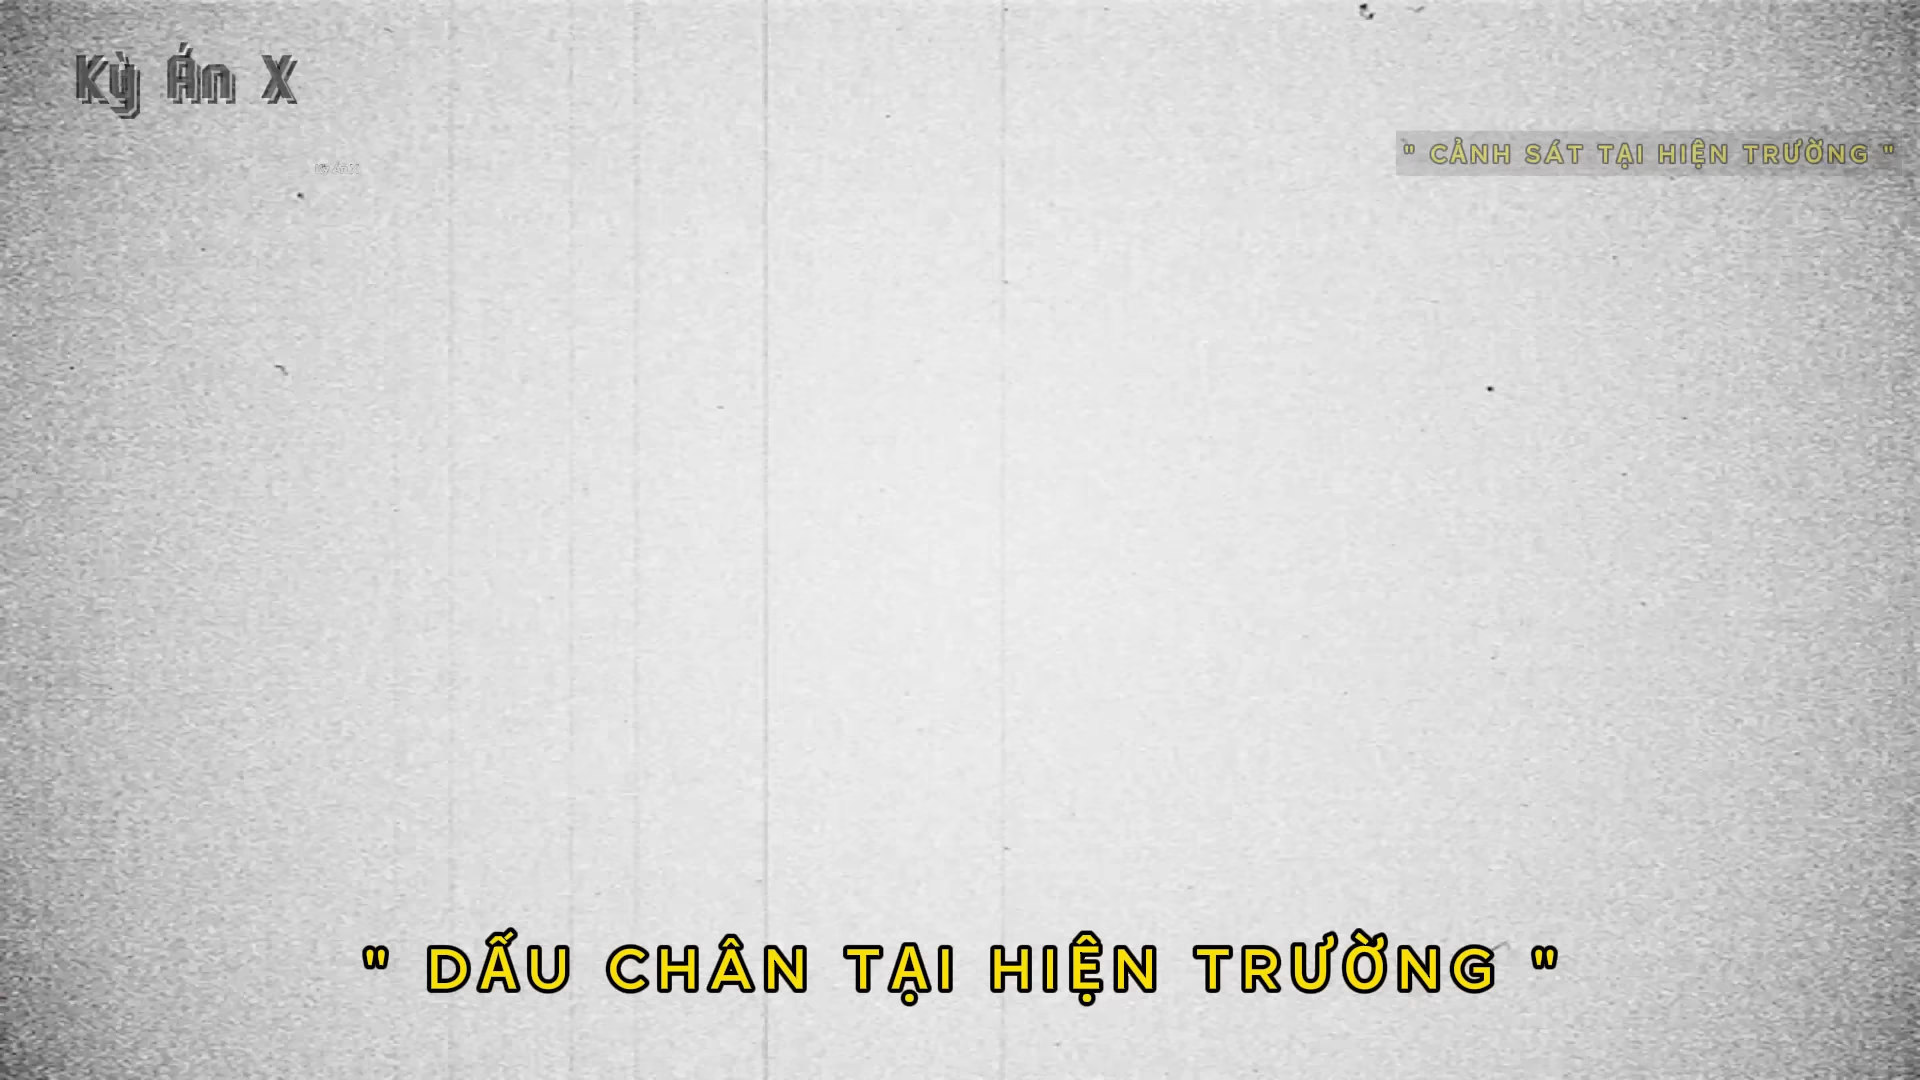 Kỳ Án X
" CẢNH SÁT TẠI HIỆN TRƯỜNG "
" DẤU CHÂN TẠI HIỆN TRƯỜNG "